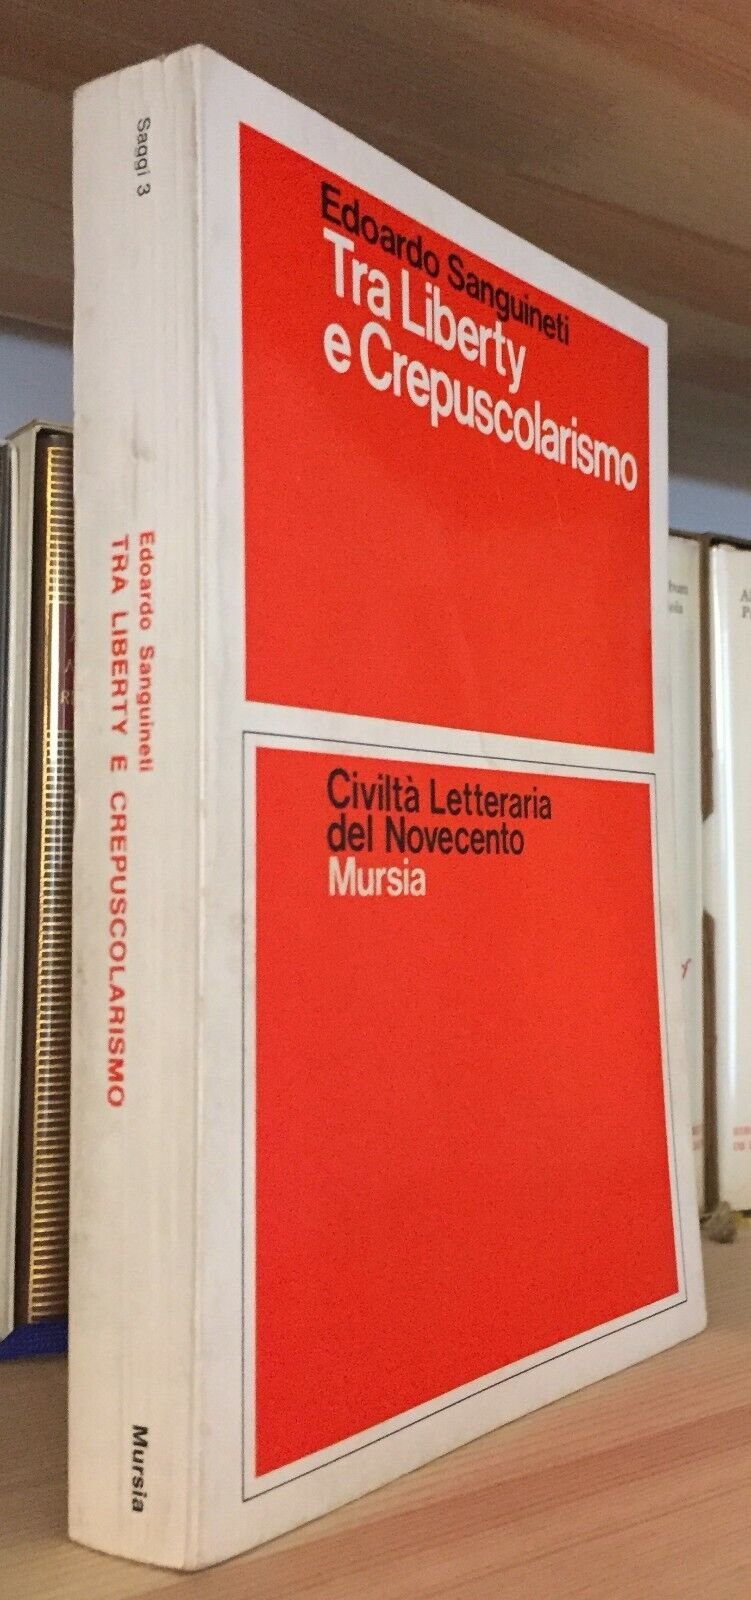 Saggi 3
Edoardo Sanguineti
TRA LIBERTY E CREPUSCOLARISMO
Mursia
Edoardo Sanguineti
Tra Liberty
e Crepuscolarismo
Civiltà Letteraria
del Novecento
Mursia